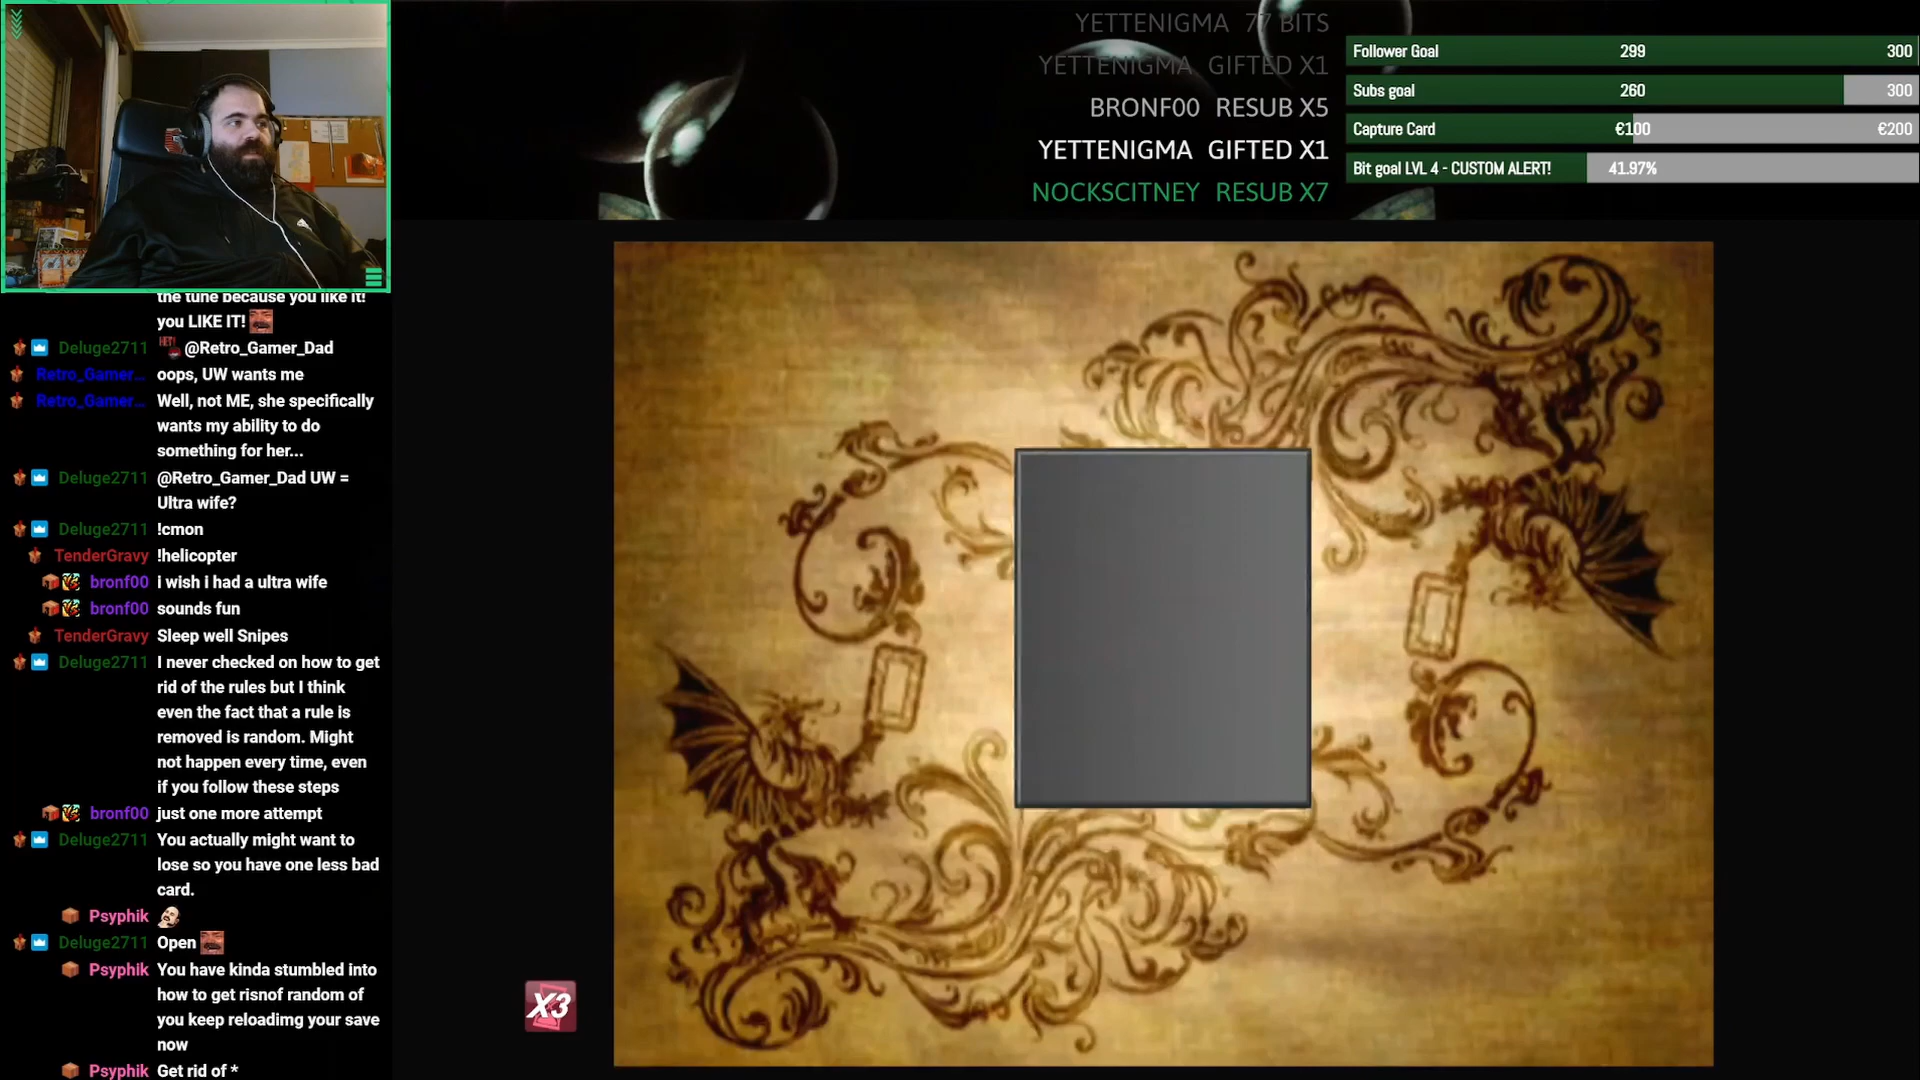 YETTENIGMA 77 BITS
YETTENIGMA GIFTED X1
BRONF00 RESUB X5
YETTENIGMA GIFTED X1
NOCKSCITNEY RESUB X7
Follower Goal 299 300
Subs goal 260 300
Capture Card €100 €200
Bit goal LVL 4 - CUSTOM ALERT! 41.97%
the tune because you like it!
you LIKE IT!
Deluge2711 @Retro_Gamer_Dad
Retro_Gamer... oops, UW wants me
Retro_Gamer... Well, not ME, she specifically
wants my ability to do
something for her...
Deluge2711 @Retro_Gamer_Dad UW =
Ultra wife?
Deluge2711 !cmon
TenderGravy !helicopter
bronf00 i wish i had a ultra wife
bronf00 sounds fun
TenderGravy Sleep well Snipes
Deluge2711 I never checked on how to get
rid of the rules but I think
even the fact that a rule is
removed is random. Might
not happen every time, even
if you follow these steps
bronf00 just one more attempt
Deluge2711 You actually might want to
lose so you have one less bad
card.
Psyphik
Deluge2711 Open
Psyphik You have kinda stumbled into
how to get risnof random of
you keep reloadimg your save
now
Psyphik Get rid of *
X3